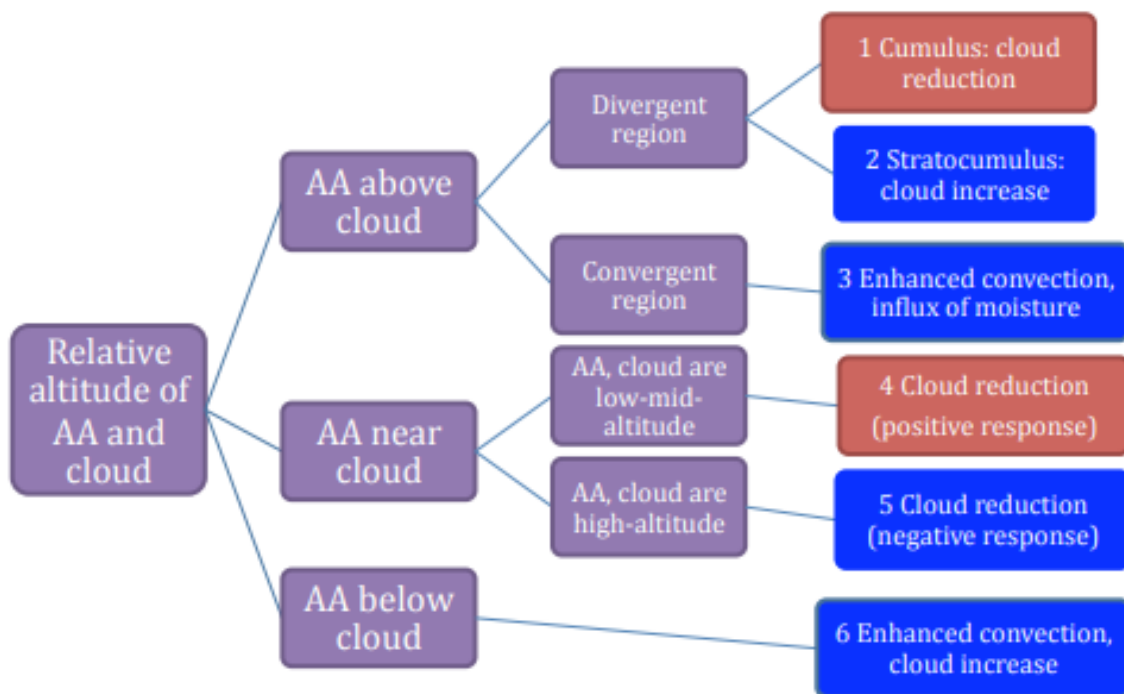 Relative
altitude of
AA and
cloud
AA above
cloud
Divergent
region
1 Cumulus: cloud
reduction
2 Stratocumulus:
cloud increase
Convergent
region
3 Enhanced convection,
influx of moisture
AA near
cloud
AA, cloud are
low-mid-
altitude
4 Cloud reduction
(positive response)
AA, cloud are
high-altitude
5 Cloud reduction
(negative response)
AA below
cloud
6 Enhanced convection,
cloud increase